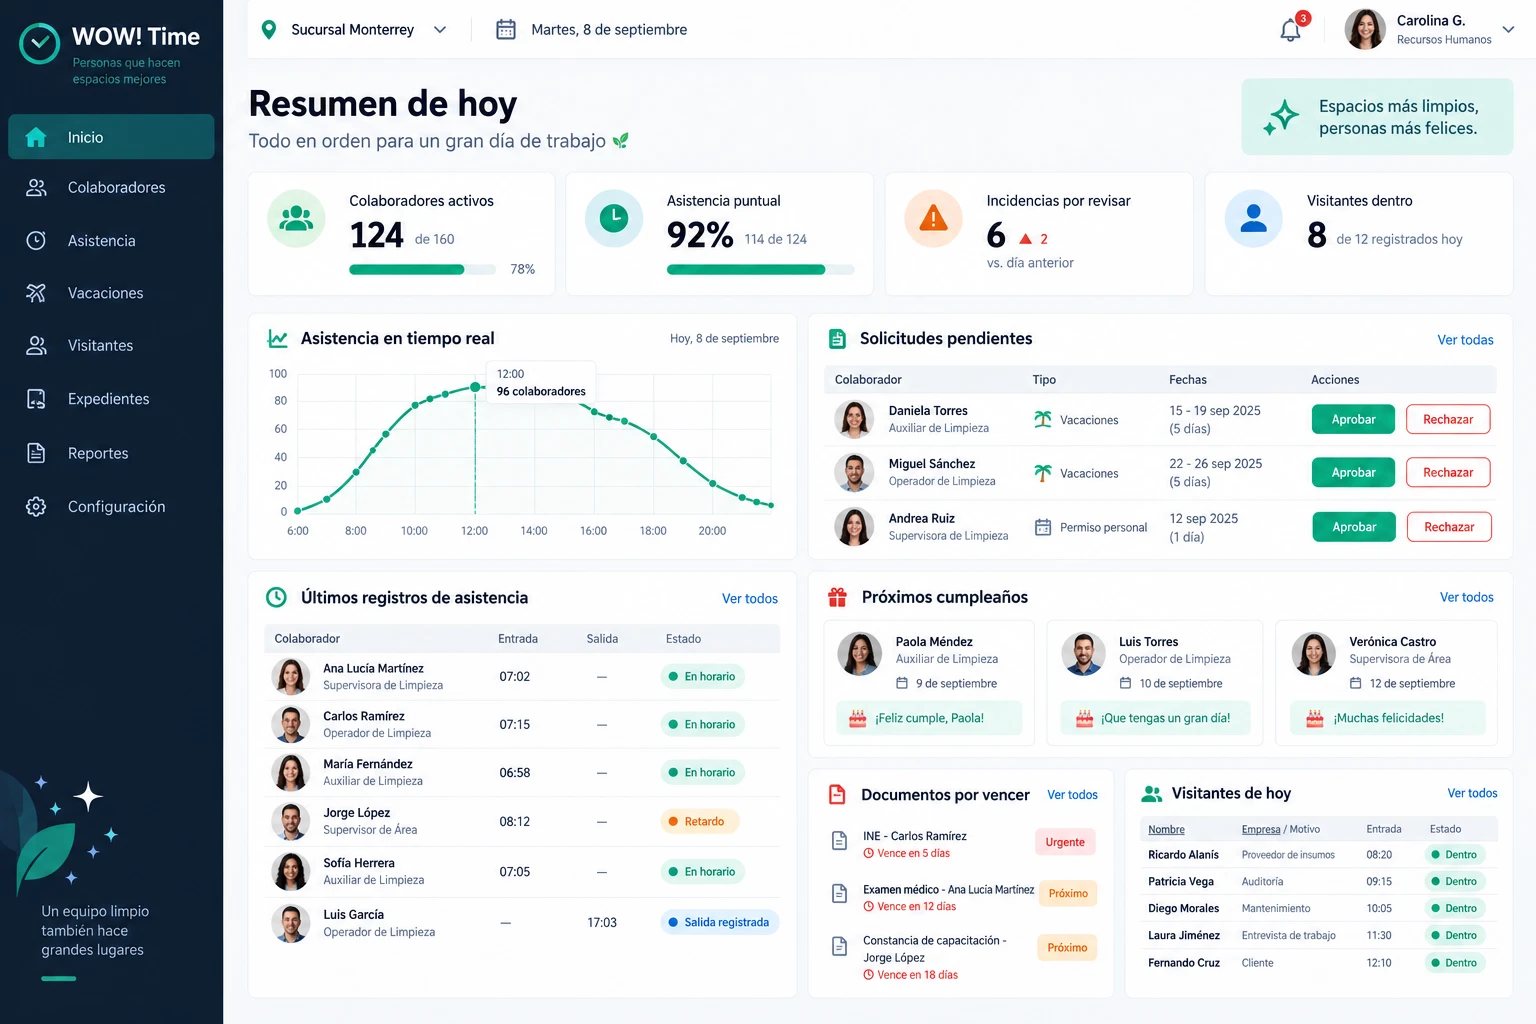 WOW! Time
Personas que hacen
espacios mejores
Inicio
Colaboradores
Asistencia
Vacaciones
Visitantes
Expedientes
Reportes
Configuración
Un equipo limpio
también hace
grandes lugares
Sucursal Monterrey
Martes, 8 de septiembre
3
Carolina G.
Recursos Humanos
Resumen de hoy
Todo en orden para un gran día de trabajo
Espacios más limpios,
personas más felices.
Colaboradores activos
124 de 160
78%
Asistencia puntual
92% 114 de 124
Incidencias por revisar
6 2
vs. día anterior
Visitantes dentro
8 de 12 registrados hoy
Asistencia en tiempo real
Hoy, 8 de septiembre
12:00
96 colaboradores
100
80
60
40
20
0
6:00 8:00 10:00 12:00 14:00 16:00 18:00 20:00
Solicitudes pendientes
Ver todas
Colaborador Tipo Fechas Acciones
Daniela Torres
Auxiliar de Limpieza
Vacaciones
15 - 19 sep 2025
(5 días)
Aprobar Rechazar
Miguel Sánchez
Operador de Limpieza
Vacaciones
22 - 26 sep 2025
(5 días)
Aprobar Rechazar
Andrea Ruiz
Supervisora de Limpieza
Permiso personal
12 sep 2025
(1 día)
Aprobar Rechazar
Últimos registros de asistencia
Ver todos
Colaborador Entrada Salida Estado
Ana Lucía Martínez
Supervisora de Limpieza
07:02 — En horario
Carlos Ramírez
Operador de Limpieza
07:15 — En horario
María Fernández
Auxiliar de Limpieza
06:58 — En horario
Jorge López
Supervisor de Área
08:12 — Retardo
Sofía Herrera
Auxiliar de Limpieza
07:05 — En horario
Luis García
Operador de Limpieza
— 17:03 Salida registrada
Próximos cumpleaños
Ver todos
Paola Méndez
Auxiliar de Limpieza
9 de septiembre
¡Feliz cumple, Paola!
Luis Torres
Operador de Limpieza
10 de septiembre
¡Que tengas un gran día!
Verónica Castro
Supervisora de Área
12 de septiembre
¡Muchas felicidades!
Documentos por vencer
Ver todos
INE - Carlos Ramírez
Vence en 5 días
Urgente
Examen médico - Ana Lucía Martínez
Vence en 12 días
Próximo
Constancia de capacitación -
Jorge López
Vence en 18 días
Próximo
Visitantes de hoy
Ver todos
Nombre Empresa / Motivo Entrada Estado
Ricardo Alanís Proveedor de insumos 08:20 Dentro
Patricia Vega Auditoría 09:15 Dentro
Diego Morales Mantenimiento 10:05 Dentro
Laura Jiménez Entrevista de trabajo 11:30 Dentro
Fernando Cruz Cliente 12:10 Dentro